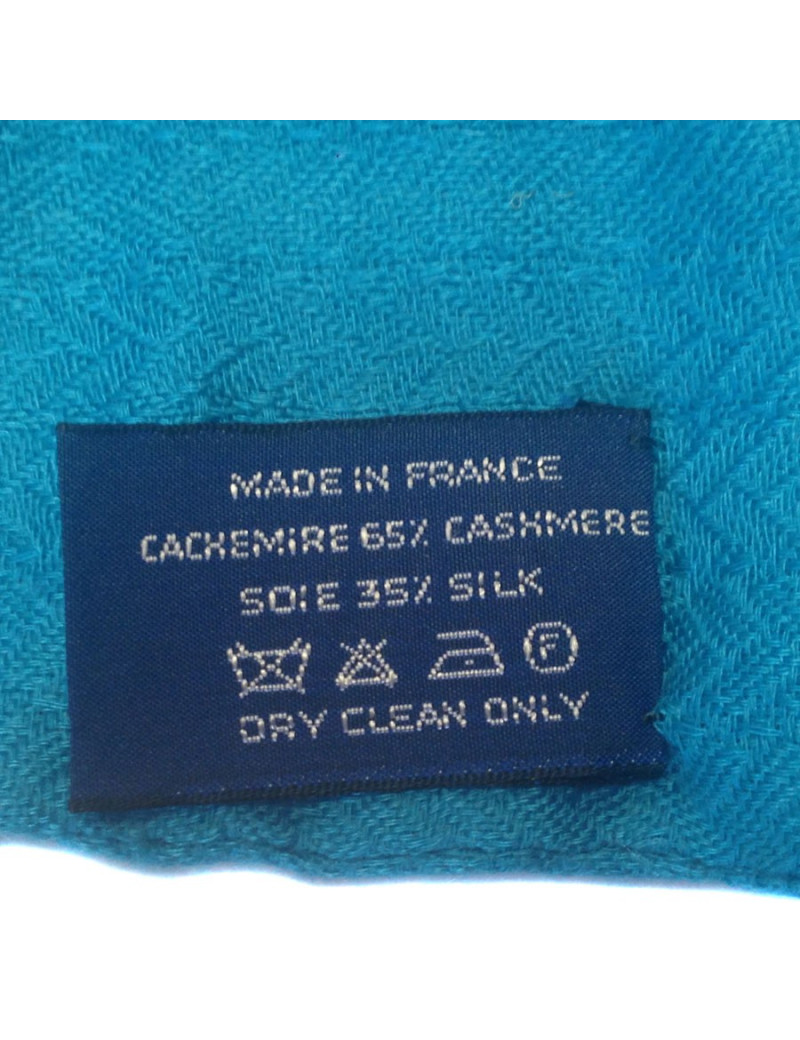 MADE IN FRANCE
CACHEMIRE 65% CASHMERE
SOIE 35% SILK
F
DRY CLEAN ONLY